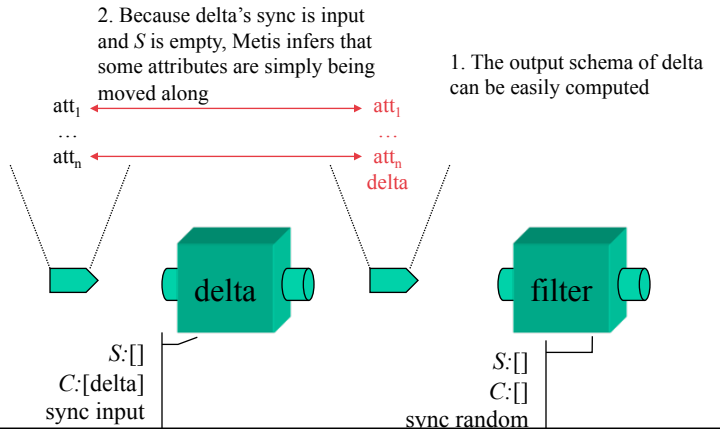 2. Because delta’s sync is input
and S is empty, Metis infers that
some attributes are simply being
moved along
1. The output schema of delta
can be easily computed
att1
att1
…
…
attn
attn
delta
delta
filter
S:[]
C:[delta]
sync input
S:[]
C:[]
sync random